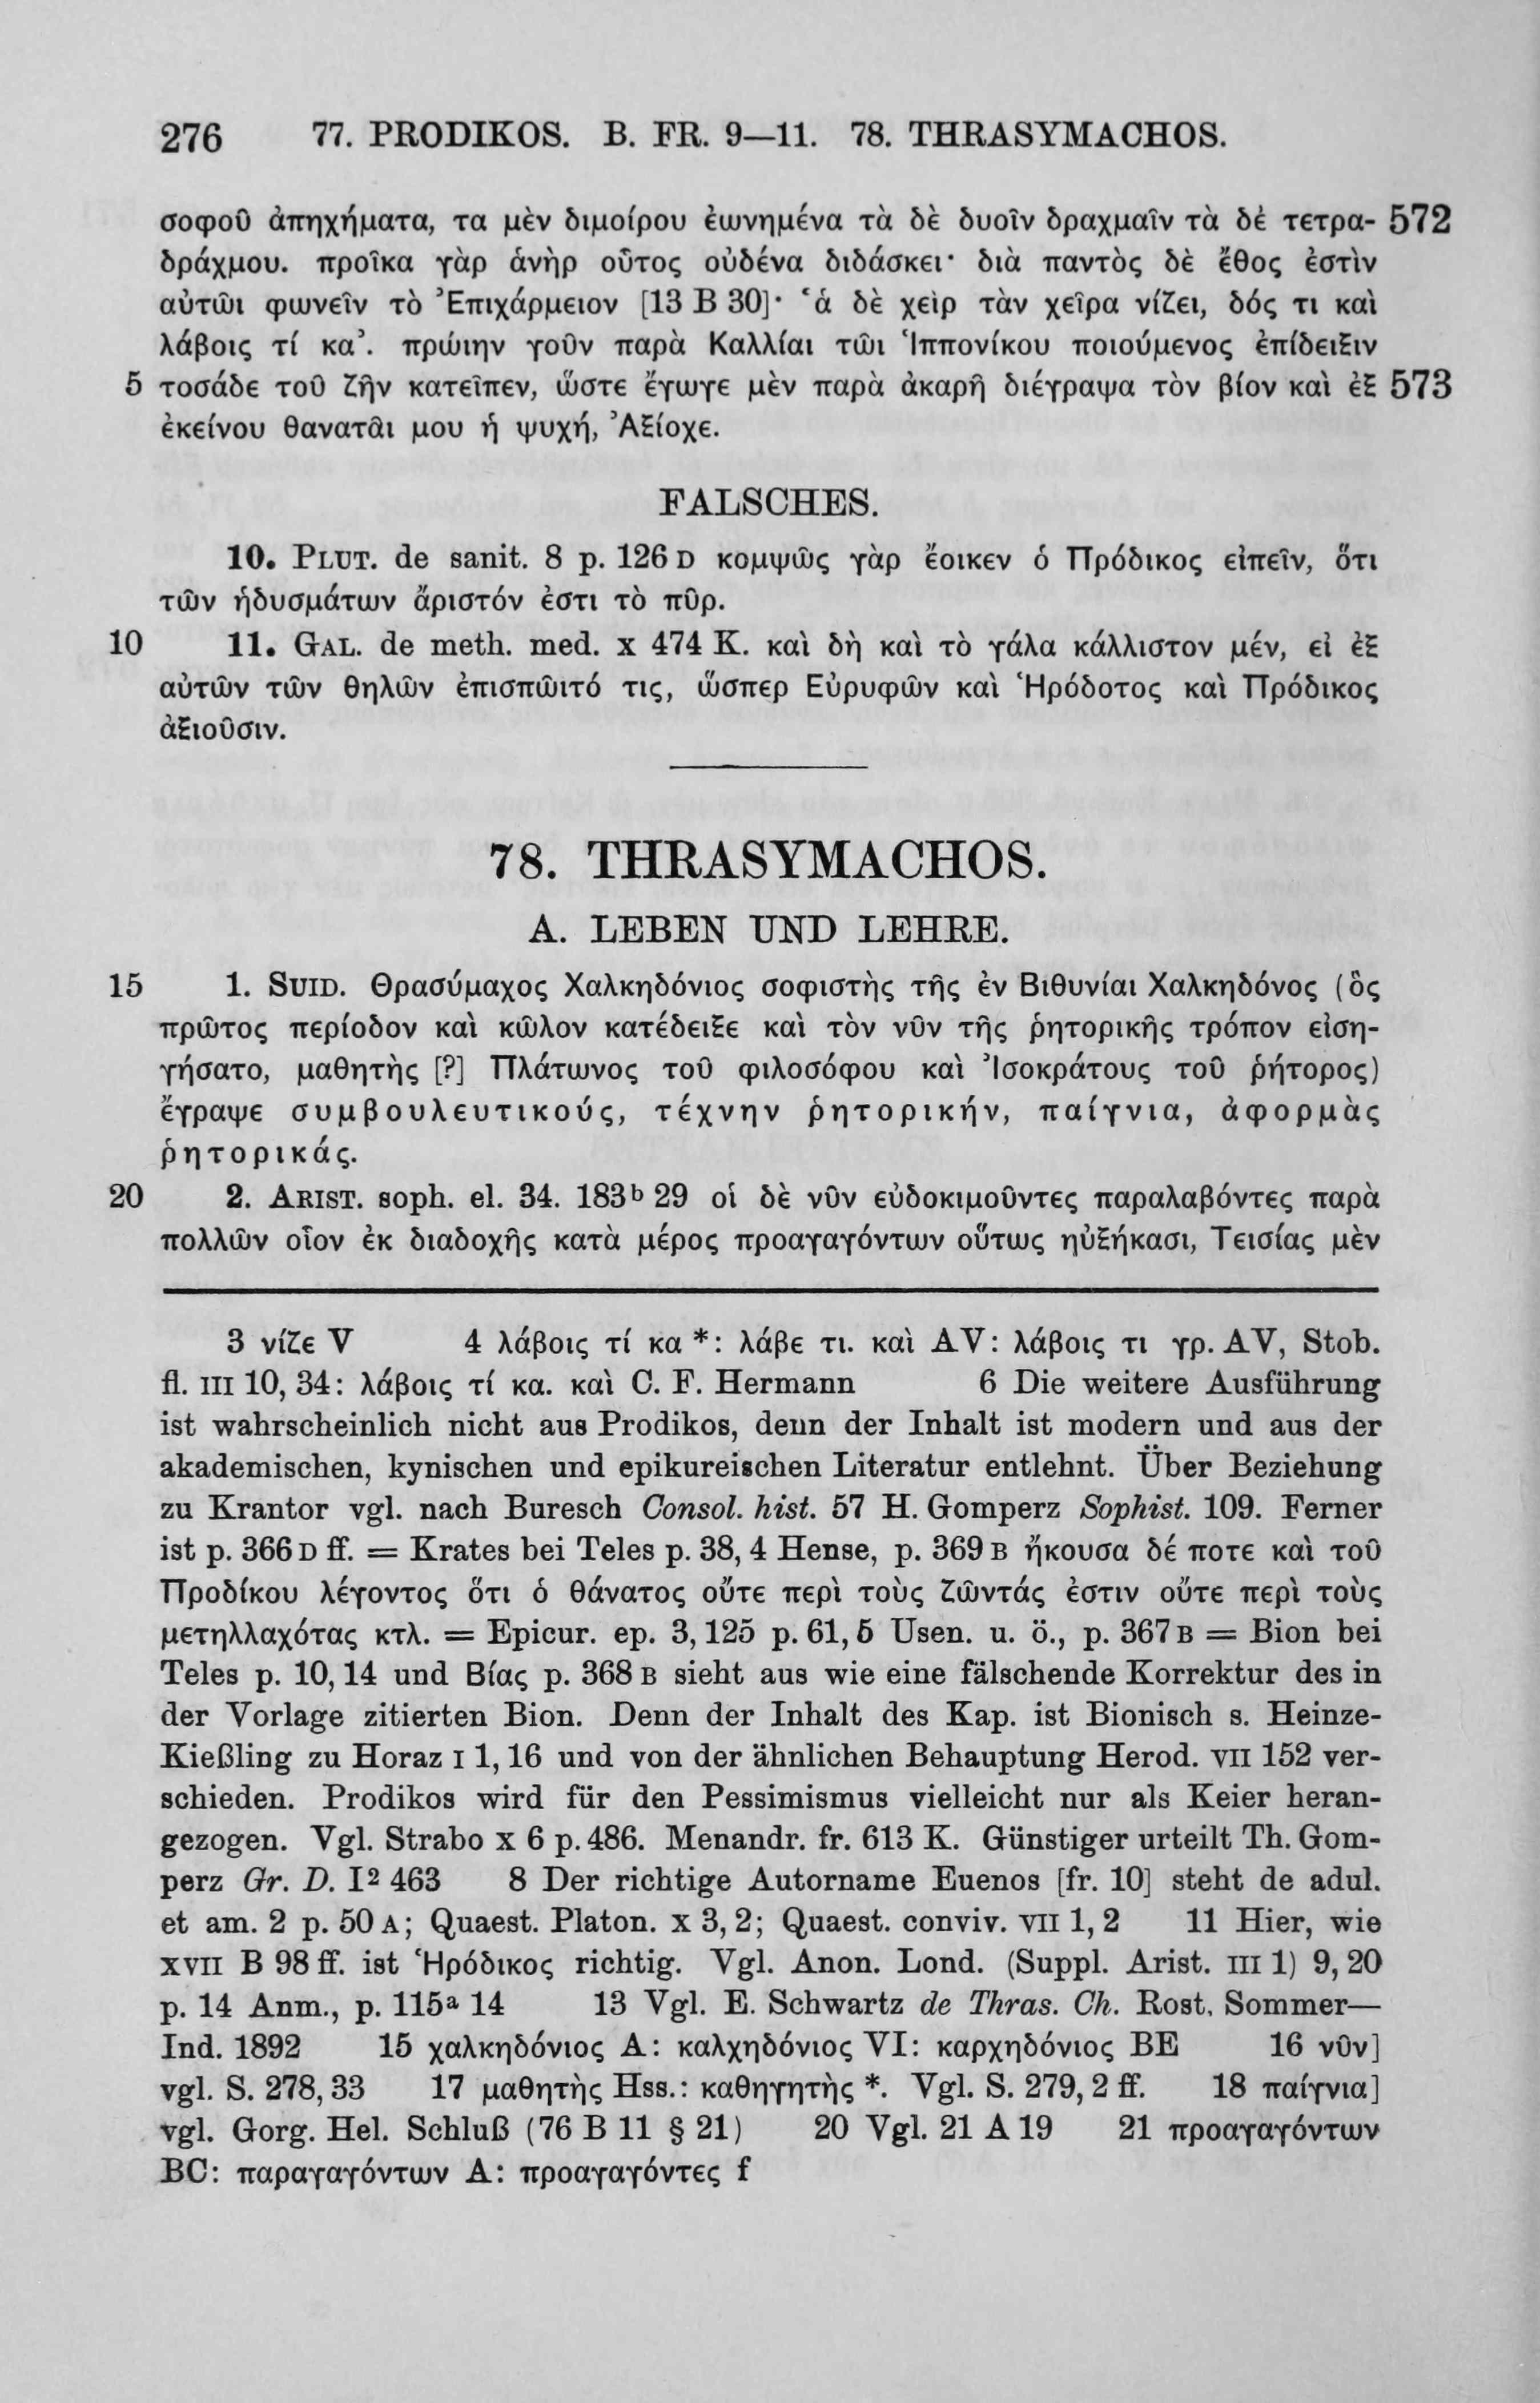 276 77. PRODIKOS. B. FR. 9—11. 78. THRASYMACHOS.
σοφοῦ ἀπηχήματα, τα μὲν διμοίρου ἐωνημένα τὰ δὲ δυοῖν δραχμαῖν τὰ δὲ τετρα- 572
δράχμου. προῖκα γὰρ ἁνὴρ οὗτος οὐδένα διδάσκει· διὰ παντὸς δὲ ἔθος ἐστὶν
αὐτῶι φωνεῖν τὸ Ἐπιχάρμειον [13 B 30]· ‘ἁ δὲ χεὶρ τὰν χεῖρα νίζει, δός τι καὶ
λάβοις τί κα’. πρώιην γοῦν παρὰ Καλλίαι τῶι Ἱππονίκου ποιούμενος ἐπίδειξιν
5 τοσάδε τοῦ ζῆν κατεῖπεν, ὥστε ἔγωγε μὲν παρὰ ἀκαρῆ διέγραψα τὸν βίον καὶ ἐξ 573
ἐκείνου θανατᾶι μου ἡ ψυχή, Ἀξίοχε.
FALSCHES.
10. PLUT. de sanit. 8 p. 126 D κομψῶς γὰρ ἔοικεν ὁ Πρόδικος εἰπεῖν, ὅτι
τῶν ἡδυσμάτων ἄριστόν ἐστι τὸ πῦρ.
10 11. GAL. de meth. med. X 474 K. καὶ δὴ καὶ τὸ γάλα κάλλιστον μέν, εἰ ἐξ
αὐτῶν τῶν θηλῶν ἐπισπῶιτό τις, ὥσπερ Εὐρυφῶν καὶ Ἡρόδοτος καὶ Πρόδικος
ἀξιοῦσιν.
78. THRASYMACHOS.
A. LEBEN UND LEHRE.
15 1. SUID. Θρασύμαχος Χαλκηδόνιος σοφιστὴς τῆς ἐν Βιθυνίαι Χαλκηδόνος (ὃς
πρῶτος περίοδον καὶ κῶλον κατέδειξε καὶ τὸν νῦν τῆς ῥητορικῆς τρόπον εἰση-
γήσατο, μαθητὴς [?] Πλάτωνος τοῦ φιλοσόφου καὶ Ἰσοκράτους τοῦ ῥήτορος)
ἔγραψε συμβουλευτικούς, τέχνην ῥητορικήν, παίγνια, ἀφορμὰς
ῥητορικάς.
20 2. ARIST. soph. el. 34. 183ᵇ 29 οἱ δὲ νῦν εὐδοκιμοῦντες παραλαβόντες παρὰ
πολλῶν οἷον ἐκ διαδοχῆς κατὰ μέρος προαγαγόντων οὕτως ηὐξήκασι, Τεισίας μὲν
3 νίζε V 4 λάβοις τί κα *: λάβε τι. καὶ AV: λάβοις τι γρ. AV, Stob.
fl. III 10, 34: λάβοις τί κα. καὶ C. F. Hermann 6 Die weitere Ausführung
ist wahrscheinlich nicht aus Prodikos, denn der Inhalt ist modern und aus der
akademischen, kynischen und epikureischen Literatur entlehnt. Über Beziehung
zu Krantor vgl. nach Buresch Consol. hist. 57 H. Gomperz Sophist. 109. Ferner
ist p. 366 D ff. = Krates bei Teles p. 38, 4 Hense, p. 369 B ἤκουσα δέ ποτε καὶ τοῦ
Προδίκου λέγοντος ὅτι ὁ θάνατος οὔτε περὶ τοὺς ζῶντάς ἐστιν οὔτε περὶ τοὺς
μετηλλαχότας κτλ. = Epicur. ep. 3, 125 p. 61, 5 Usen. u. ö., p. 367 B = Bion bei
Teles p. 10, 14 und Βίας p. 368 B sieht aus wie eine fälschende Korrektur des in
der Vorlage zitierten Bion. Denn der Inhalt des Kap. ist Bionisch s. Heinze-
Kießling zu Horaz I 1, 16 und von der ähnlichen Behauptung Herod. VII 152 ver-
schieden. Prodikos wird für den Pessimismus vielleicht nur als Keier heran-
gezogen. Vgl. Strabo X 6 p. 486. Menandr. fr. 613 K. Günstiger urteilt Th. Gom-
perz Gr. D. I² 463 8 Der richtige Autorname Euenos [fr. 10] steht de adul.
et am. 2 p. 50 A; Quaest. Platon. X 3, 2; Quaest. conviv. VII 1, 2 11 Hier, wie
XVII B 98 ff. ist Ἡρόδικος richtig. Vgl. Anon. Lond. (Suppl. Arist. III 1) 9, 20
p. 14 Anm., p. 115ᵃ 14 13 Vgl. E. Schwartz de Thras. Ch. Rost. Sommer—
Ind. 1892 15 χαλκηδόνιος A: καλχηδόνιος VI: καρχηδόνιος BE 16 νῦν]
vgl. S. 278, 33 17 μαθητὴς Hss.: καθηγητὴς *. Vgl. S. 279, 2 ff. 18 παίγνια]
vgl. Gorg. Hel. Schluß (76 B 11 § 21) 20 Vgl. 21 A 19 21 προαγαγόντων
BC: παραγαγόντων A: προαγαγόντες f